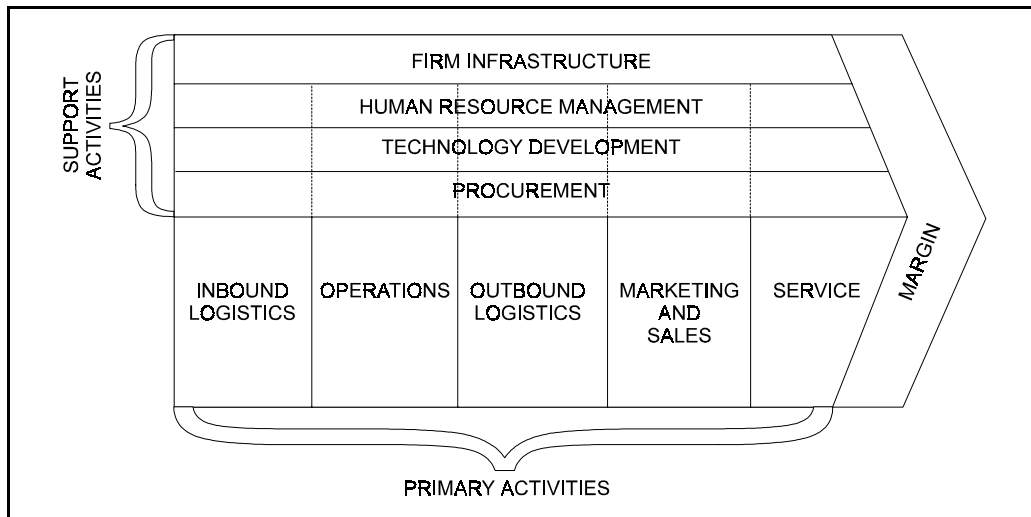 FIRM INFRASTRUCTURE
HUMAN RESOURCE MANAGEMENT
TECHNOLOGY DEVELOPMENT
PROCUREMENT
SUPPORT
ACTIVITIES
INBOUND
LOGISTICS
OPERATIONS
OUTBOUND
LOGISTICS
MARKETING
AND
SALES
SERVICE
MARGIN
PRIMARY ACTIVITIES